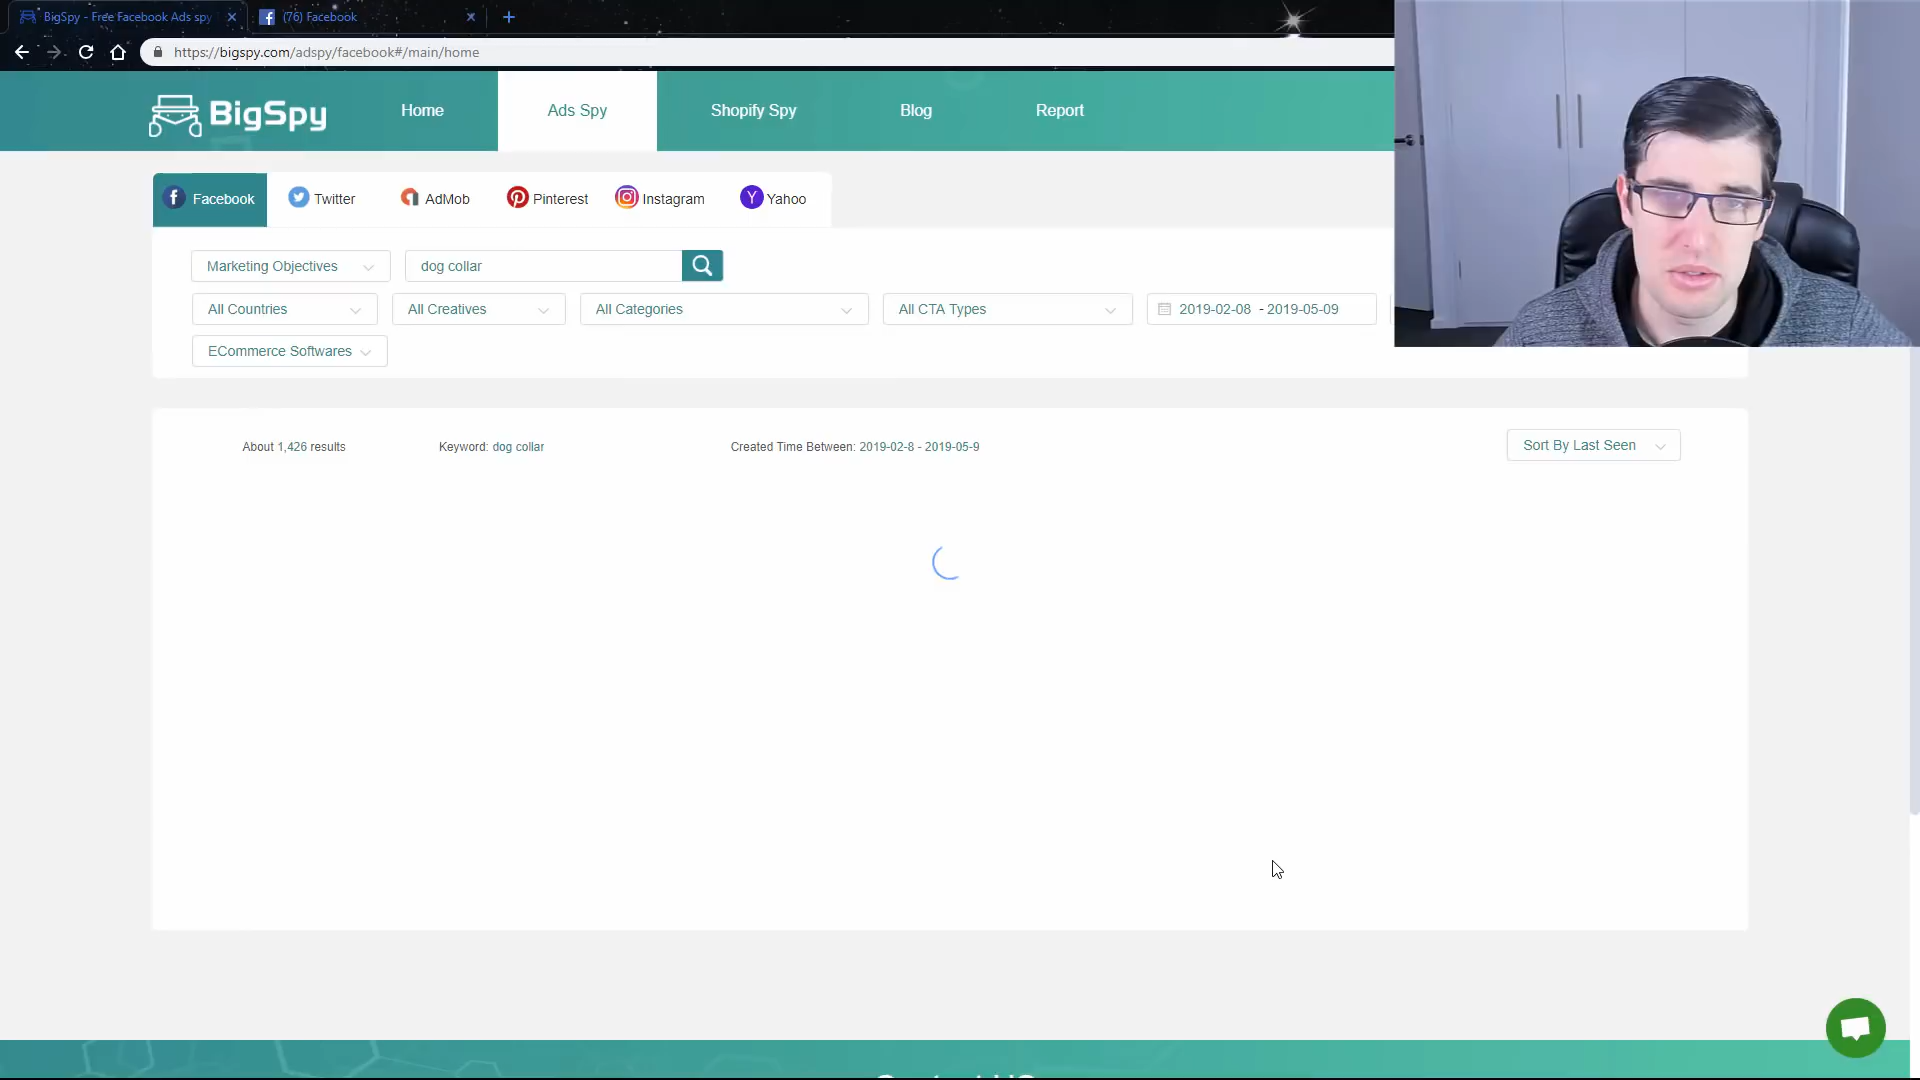 BigSpy - Free Facebook Ads spy
(76) Facebook
https://bigspy.com/adspy/facebook#/main/home
BigSpy
Home
Ads Spy
Shopify Spy
Blog
Report
Facebook
Twitter
AdMob
Pinterest
Instagram
Yahoo
Marketing Objectives
dog collar
All Countries
All Creatives
All Categories
All CTA Types
2019-02-08 - 2019-05-09
ECommerce Softwares
About 1,426 results
Keyword: dog collar
Created Time Between: 2019-02-8 - 2019-05-9
Sort By Last Seen